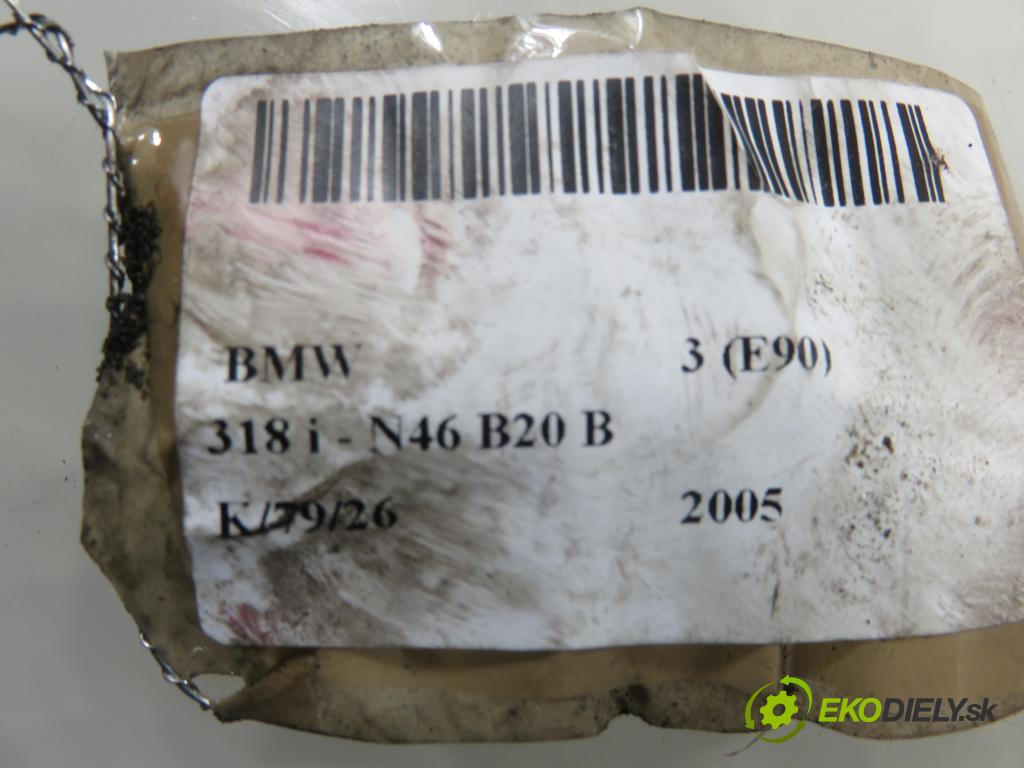 BMW 3 (E90)
318 i - N46 B20 B
K/79/26 2005
EKODIELY.sk